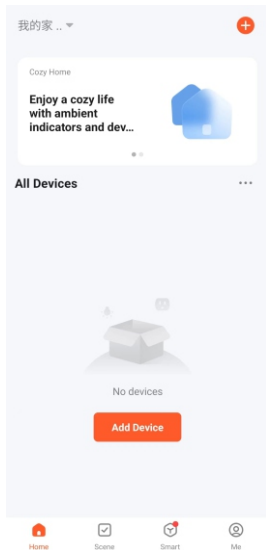 我的家 ..
Cozy Home
Enjoy a cozy life
with ambient
indicators and dev...
All Devices
No devices
Add Device
Home
Scene
Smart
Me